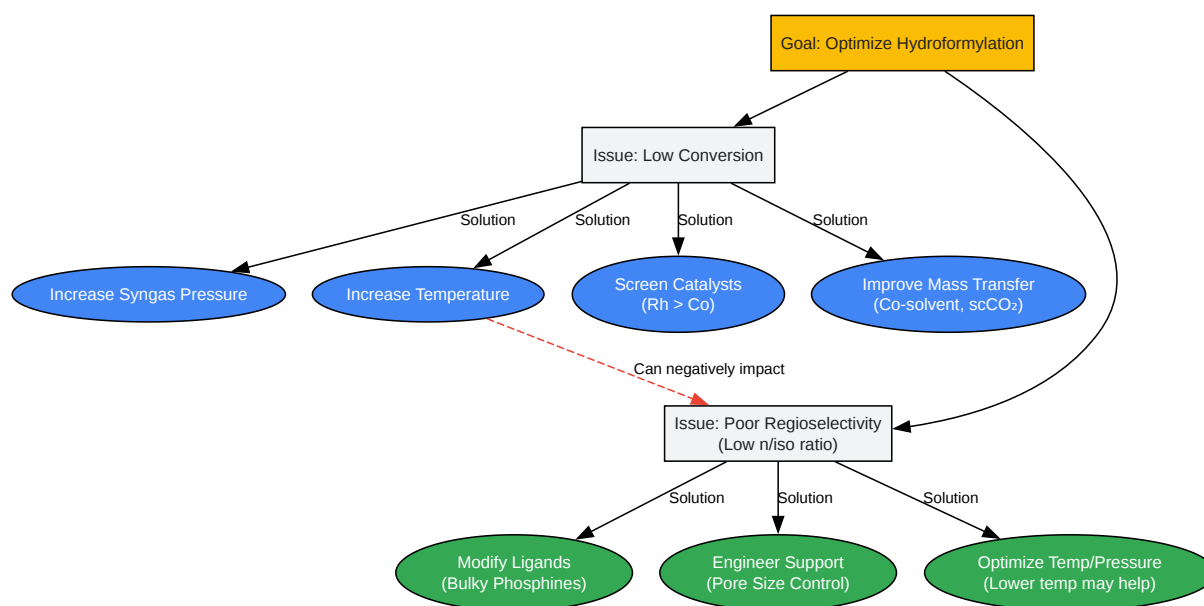 Goal: Optimize Hydroformylation
Issue: Low Conversion
Solution
Solution
Solution
Solution
Increase Syngas Pressure
Increase Temperature
Screen Catalysts
(Rh > Co)
Improve Mass Transfer
(Co-solvent, scCO₂)
Can negatively impact
Issue: Poor Regioselectivity
(Low n/iso ratio)
Solution
Solution
Solution
Modify Ligands
(Bulky Phosphines)
Engineer Support
(Pore Size Control)
Optimize Temp/Pressure
(Lower temp may help)